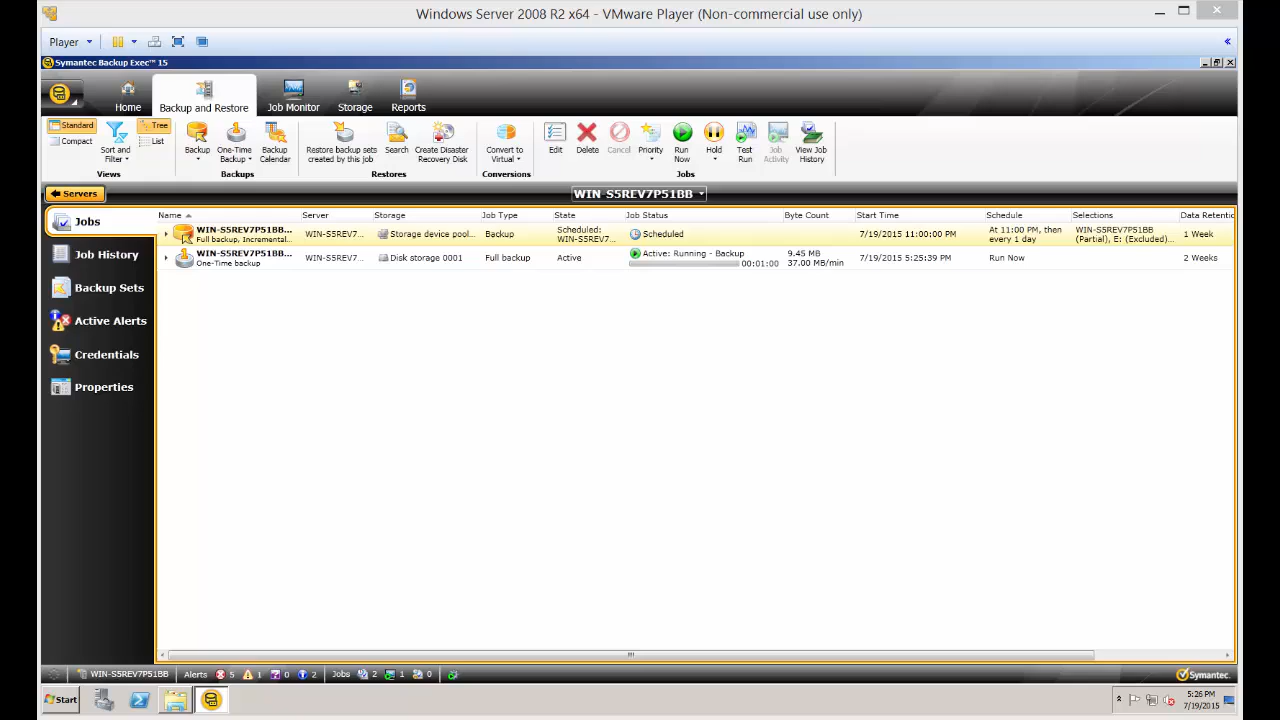 Windows Server 2008 R2 x64 - VMware Player (Non-commercial use only)
Player
Symantec Backup Exec™ 15
Home
Backup and Restore
Job Monitor
Storage
Reports
Standard
Compact
Sort and Filter
Tree
List
Views
Backup
One-Time Backup
Backup Calendar
Backups
Restore backup sets created by this job
Search
Create Disaster Recovery Disk
Restores
Convert to Virtual
Conversions
Edit
Delete
Cancel
Priority
Run Now
Hold
Test Run
Job Activity
View Job History
Jobs
Servers
WIN-S5REV7P51BB
Jobs
Job History
Backup Sets
Active Alerts
Credentials
Properties
Name Server Storage Job Type State Job Status Byte Count Start Time Schedule Selections Data Retentio
WIN-S5REV7P51BB... WIN-S5REV7... Storage device pool... Backup Scheduled: Scheduled 7/19/2015 11:00:00 PM At 11:00 PM, then WIN-S5REV7P51BB 1 Week
Full backup, Incremental... WIN-S5REV7... every 1 day (Partial), E: (Excluded)...
WIN-S5REV7P51BB... WIN-S5REV7... Disk storage 0001 Full backup Active Active: Running - Backup 9.45 MB 7/19/2015 5:25:39 PM Run Now 2 Weeks
One-Time backup 00:01:00 37.00 MB/min
WIN-S5REV7P51BB Alerts 5 1 0 2 Jobs 2 1 0
Symantec.
Start
5:26 PM
7/19/2015